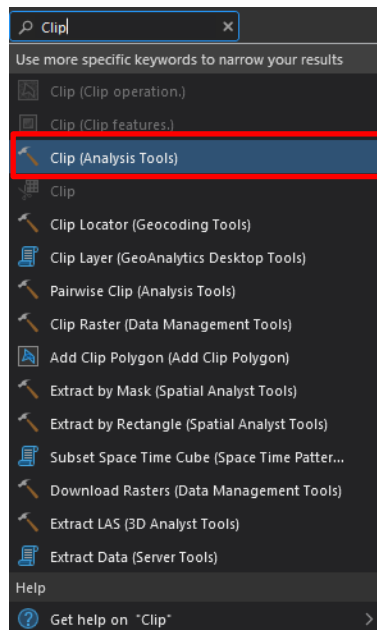 Clip
Use more specific keywords to narrow your results
Clip (Clip operation.)
Clip (Clip features.)
Clip (Analysis Tools)
Clip
Clip Locator (Geocoding Tools)
Clip Layer (GeoAnalytics Desktop Tools)
Pairwise Clip (Analysis Tools)
Clip Raster (Data Management Tools)
Add Clip Polygon (Add Clip Polygon)
Extract by Mask (Spatial Analyst Tools)
Extract by Rectangle (Spatial Analyst Tools)
Subset Space Time Cube (Space Time Patter...
Download Rasters (Data Management Tools)
Extract LAS (3D Analyst Tools)
Extract Data (Server Tools)
Help
Get help on "Clip"